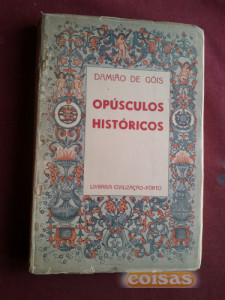 DAMIÃO DE GÓIS
OPÚSCULOS
HISTÓRICOS
LIVRARIA CIVILIZAÇÃO-PORTO
coisas